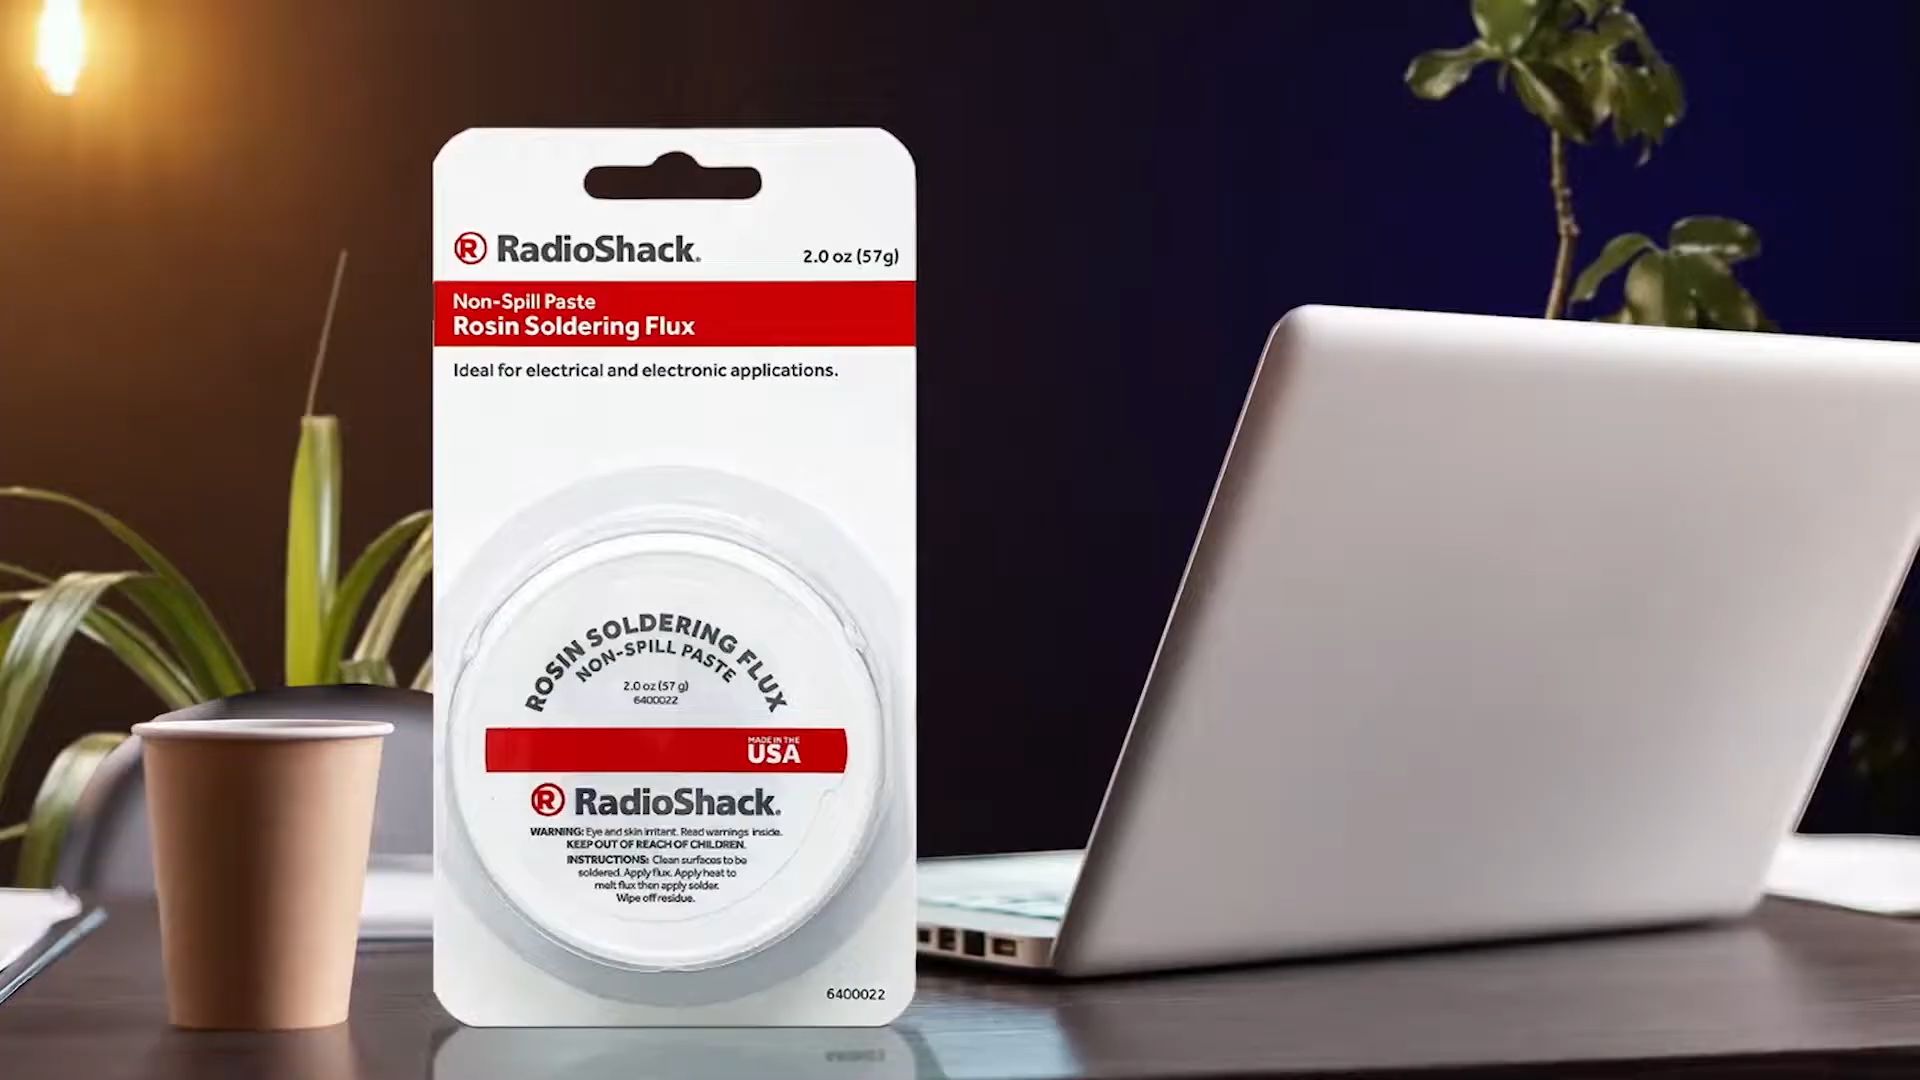 RadioShack.
2.0 oz (57g)
Non-Spill Paste
Rosin Soldering Flux
Ideal for electrical and electronic applications.
ROSIN SOLDERING FLUX
NON-SPILL PASTE
2.0 oz (57 g)
6400022
MADE IN THE
USA
RadioShack.
WARNING: Eye and skin irritant. Read warnings inside.
KEEP OUT OF REACH OF CHILDREN.
INSTRUCTIONS: Clean surfaces to be
soldered. Apply flux. Apply heat to
melt flux then apply solder.
Wipe off residue.
6400022